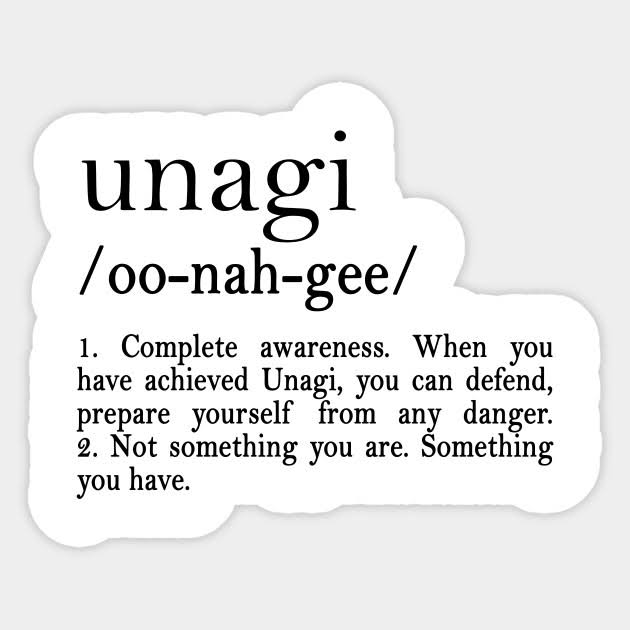 unagi
/oo-nah-gee/
1. Complete awareness. When you
have achieved Unagi, you can defend,
prepare yourself from any danger.
2. Not something you are. Something
you have.